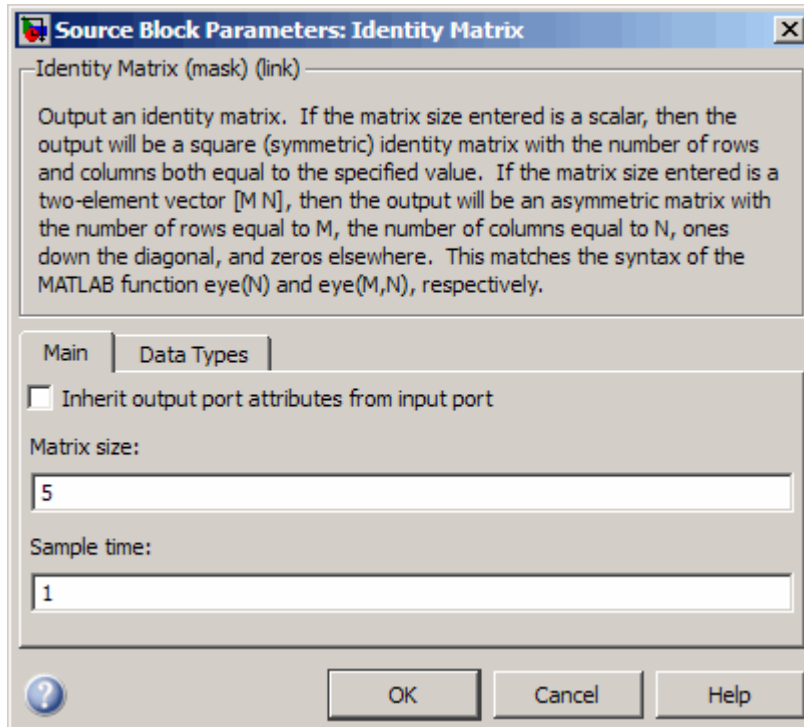 Source Block Parameters: Identity Matrix
Identity Matrix (mask) (link)
Output an identity matrix.  If the matrix size entered is a scalar, then the
output will be a square (symmetric) identity matrix with the number of rows
and columns both equal to the specified value.  If the matrix size entered is a
two-element vector [M N], then the output will be an asymmetric matrix with
the number of rows equal to M, the number of columns equal to N, ones
down the diagonal, and zeros elsewhere.  This matches the syntax of the
MATLAB function eye(N) and eye(M,N), respectively.
Main Data Types
Inherit output port attributes from input port
Matrix size:
5
Sample time:
1
? OK Cancel Help